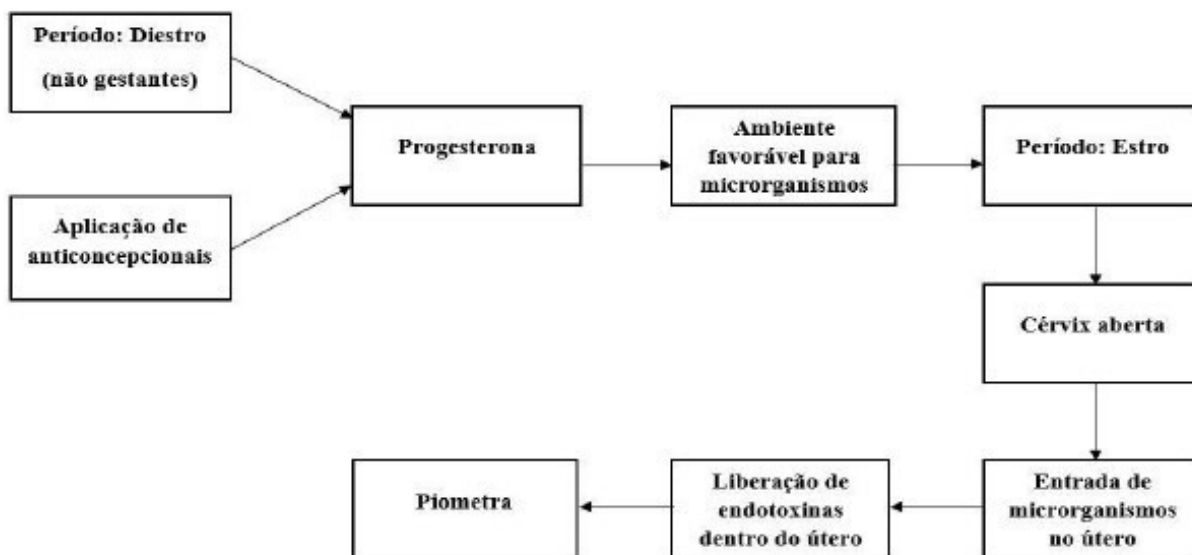 Período: Diestro
(não gestantes)
Aplicação de
anticoncepcionais
Progesterona
Ambiente
favorável para
microrganismos
Período: Estro
Cérvix aberta
Entrada de
microrganismos
no útero
Liberação de
endotoxinas
dentro do útero
Piometra